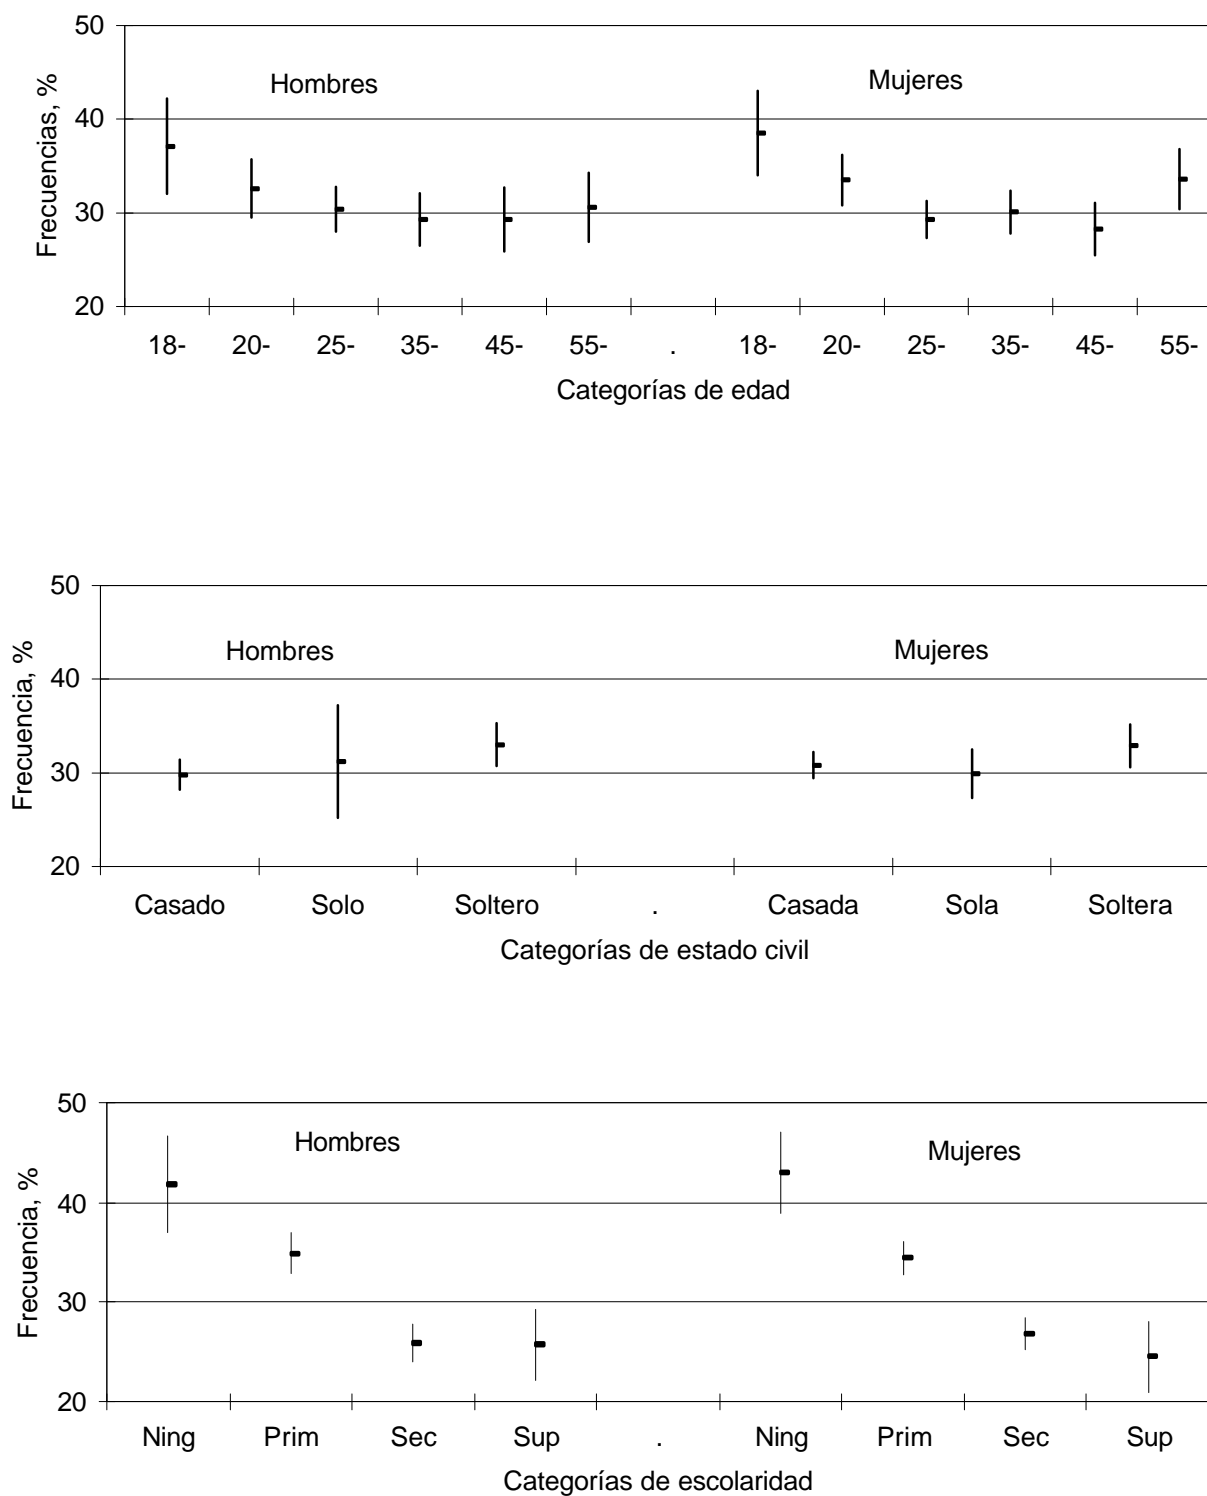 50
Hombres
Mujeres
40
30
20
Frecuencias, %
18- 20- 25- 35- 45- 55- . 18- 20- 25- 35- 45- 55-
Categorías de edad
50
Hombres
Mujeres
40
30
20
Frecuencia, %
Casado Solo Soltero . Casada Sola Soltera
Categorías de estado civil
50
Hombres
Mujeres
40
30
20
Frecuencia, %
Ning Prim Sec Sup . Ning Prim Sec Sup
Categorías de escolaridad